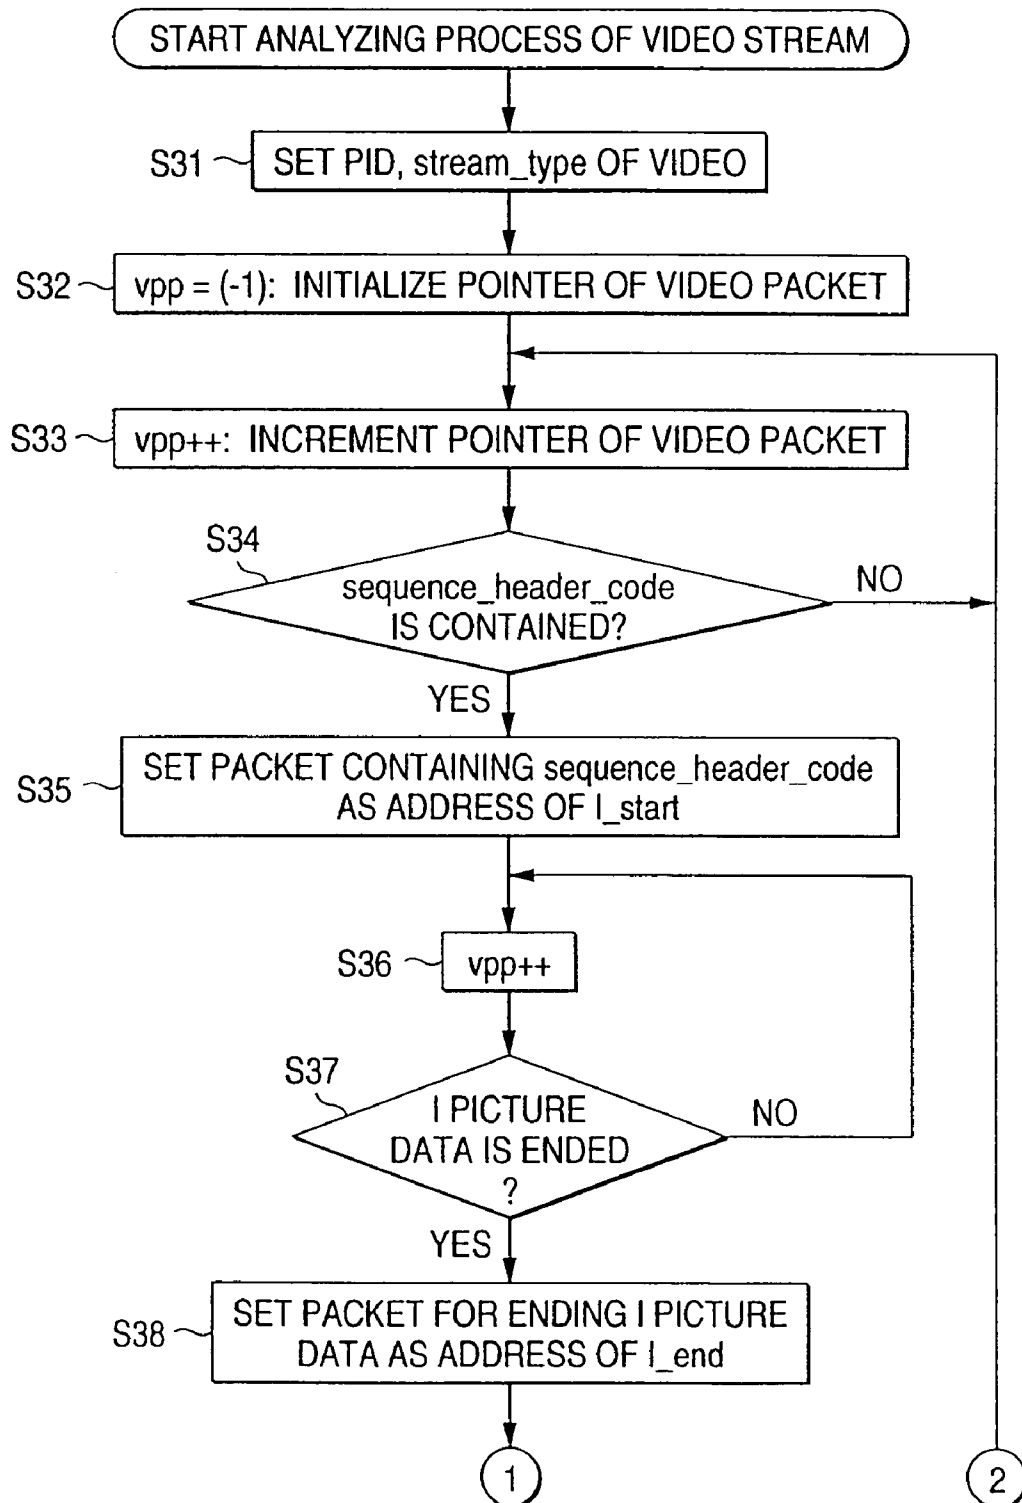 START ANALYZING PROCESS OF VIDEO STREAM
S31
SET PID, stream_type OF VIDEO
S32
vpp = (-1): INITIALIZE POINTER OF VIDEO PACKET
S33
vpp++: INCREMENT POINTER OF VIDEO PACKET
S34
sequence_header_code
IS CONTAINED?
NO
YES
S35
SET PACKET CONTAINING sequence_header_code
AS ADDRESS OF I_start
S36
vpp++
S37
I PICTURE
DATA IS ENDED
?
NO
YES
S38
SET PACKET FOR ENDING I PICTURE
DATA AS ADDRESS OF I_end
1
2